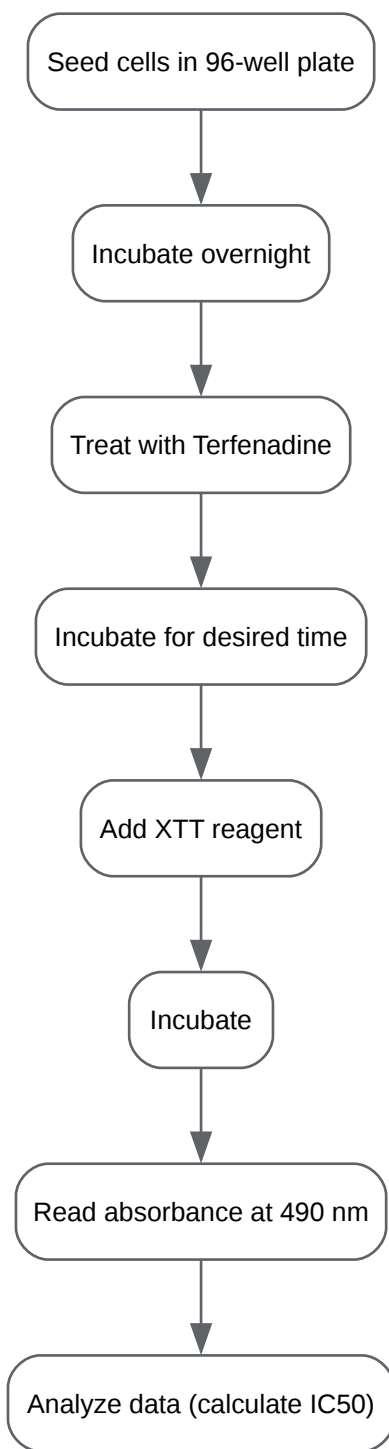 Seed cells in 96-well plate
Incubate overnight
Treat with Terfenadine
Incubate for desired time
Add XTT reagent
Incubate
Read absorbance at 490 nm
Analyze data (calculate IC50)